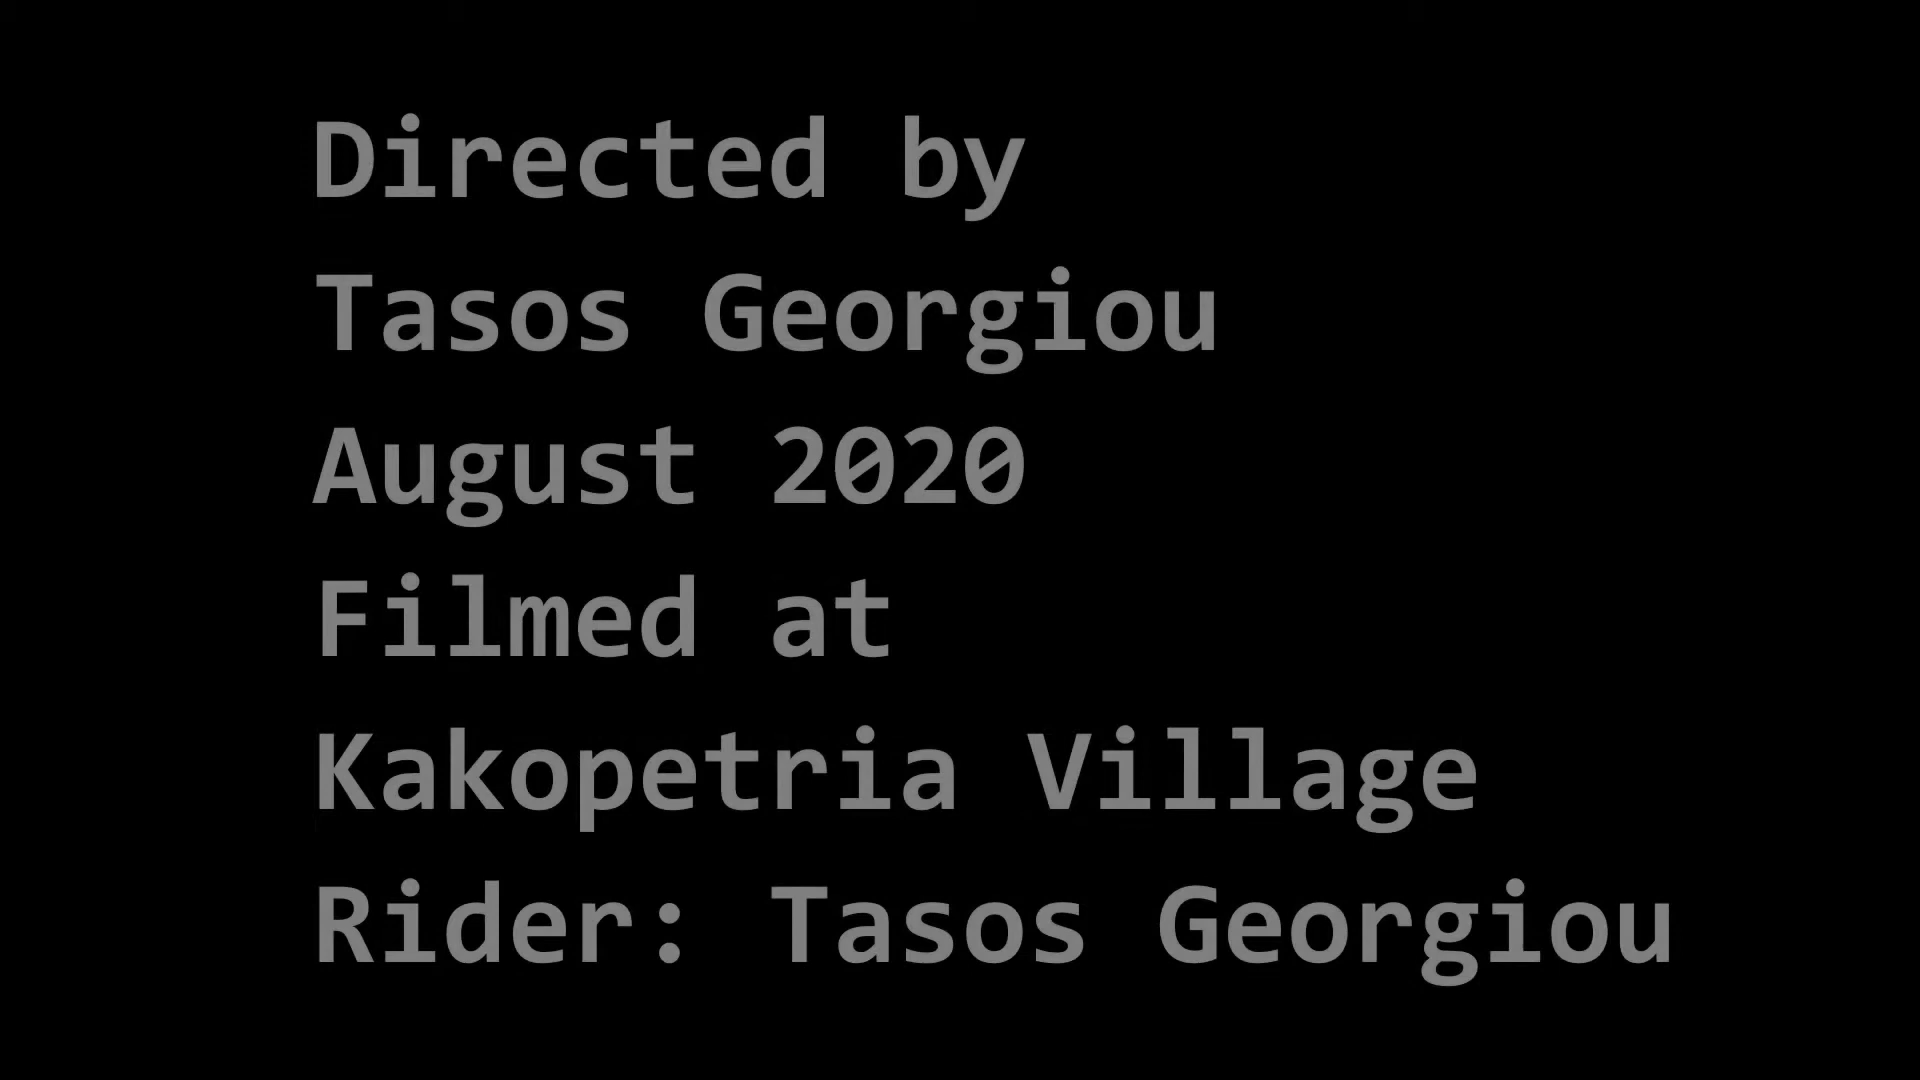 Directed by
Tasos Georgiou
August 2020
Filmed at
Kakopetria Village
Rider: Tasos Georgiou